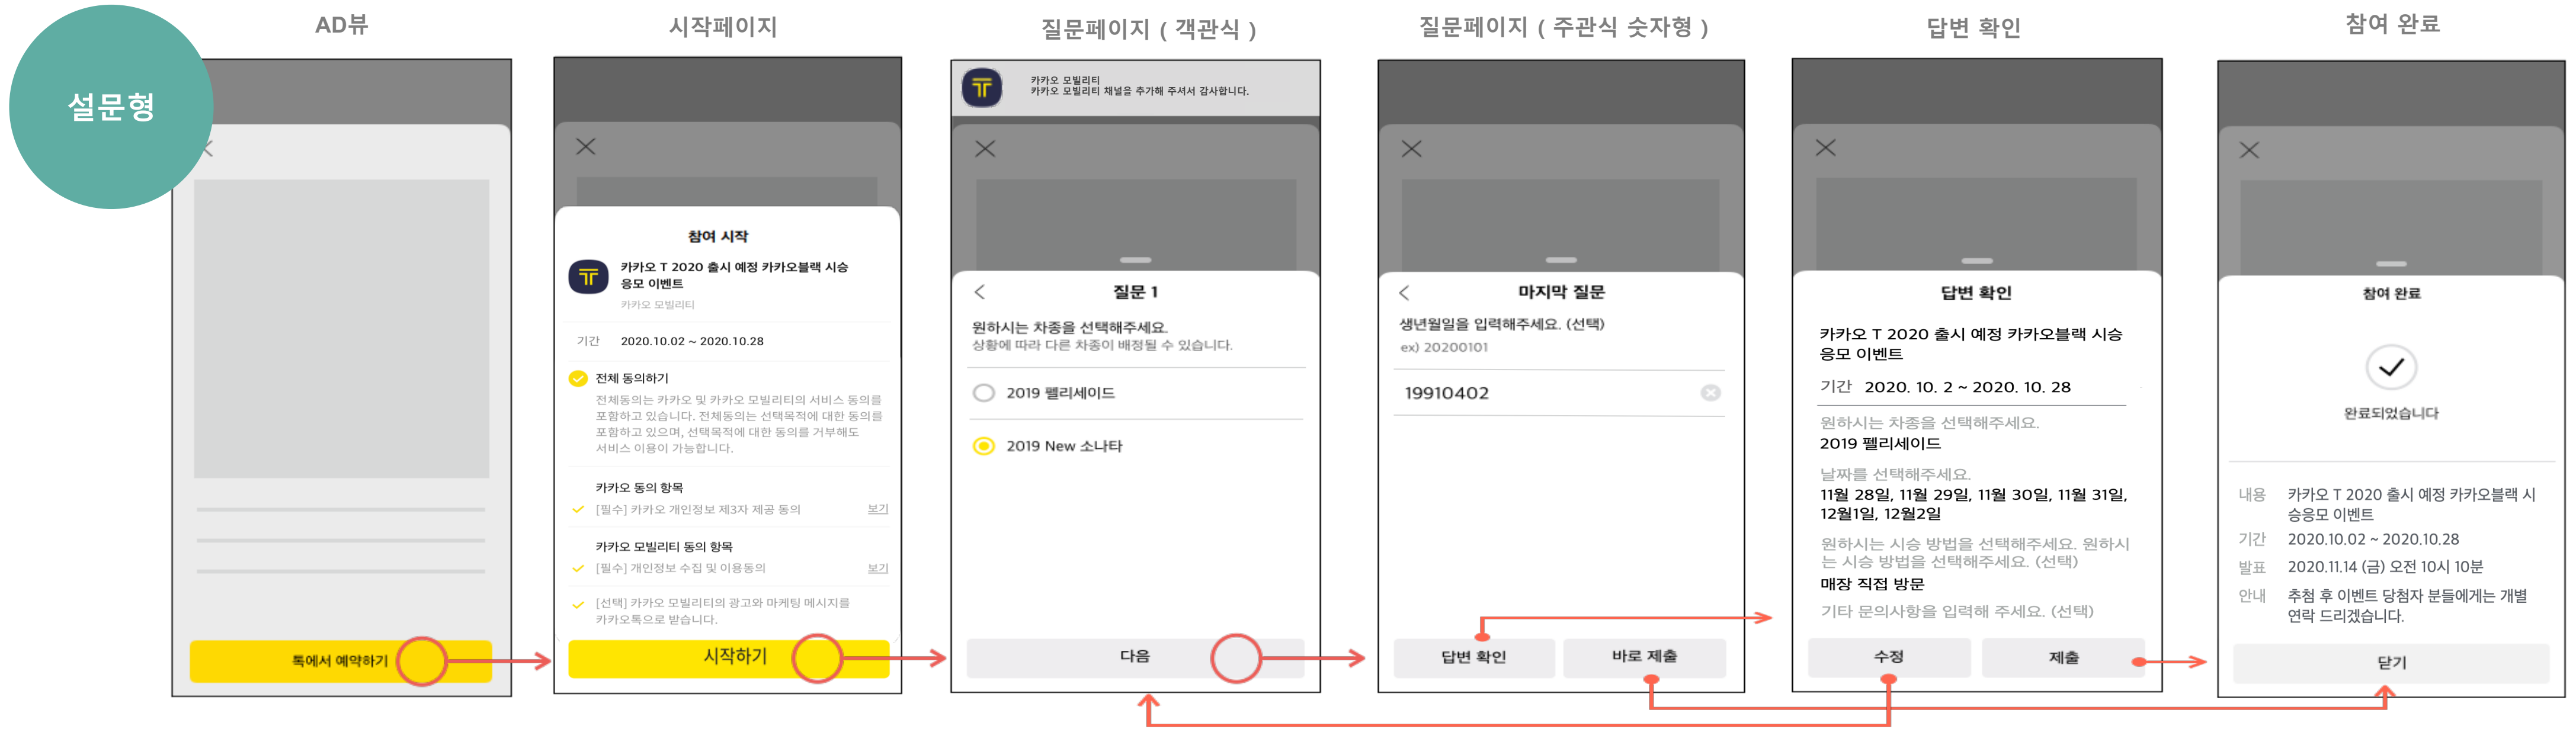 설문형
AD뷰
톡에서 예약하기
시작페이지
참여 시작
카카오 T 2020 출시 예정 카카오블랙 시승
응모 이벤트
카카오 모빌리티
기간 2020.10.02 ~ 2020.10.28
전체 동의하기
전체동의는 카카오 및 카카오 모빌리티의 서비스 동의를
포함하고 있습니다. 전체동의는 선택목적에 대한 동의를
포함하고 있으며, 선택목적에 대한 동의를 거부해도
서비스 이용이 가능합니다.
카카오 동의 항목
[필수] 카카오 개인정보 제3자 제공 동의 보기
카카오 모빌리티 동의 항목
[필수] 개인정보 수집 및 이용동의 보기
[선택] 카카오 모빌리티의 광고와 마케팅 메시지를
카카오톡으로 받습니다.
시작하기
질문페이지 ( 객관식 )
카카오 모빌리티
카카오 모빌리티 채널을 추가해 주셔서 감사합니다.
질문 1
원하시는 차종을 선택해주세요.
상황에 따라 다른 차종이 배정될 수 있습니다.
2019 펠리세이드
2019 New 소나타
다음
질문페이지 ( 주관식 숫자형 )
마지막 질문
생년월일을 입력해주세요. (선택)
ex) 20200101
19910402
답변 확인 바로 제출
답변 확인
답변 확인
카카오 T 2020 출시 예정 카카오블랙 시승
응모 이벤트
기간 2020. 10. 2 ~ 2020. 10. 28
원하시는 차종을 선택해주세요.
2019 펠리세이드
날짜를 선택해주세요.
11월 28일, 11월 29일, 11월 30일, 11월 31일,
12월1일, 12월2일
원하시는 시승 방법을 선택해주세요. 원하시
는 시승 방법을 선택해주세요. (선택)
매장 직접 방문
기타 문의사항을 입력해 주세요. (선택)
수정 제출
참여 완료
참여 완료
완료되었습니다
내용 카카오 T 2020 출시 예정 카카오블랙 시
승응모 이벤트
기간 2020.10.02 ~ 2020.10.28
발표 2020.11.14 (금) 오전 10시 10분
안내 추첨 후 이벤트 당첨자 분들에게는 개별
연락 드리겠습니다.
닫기